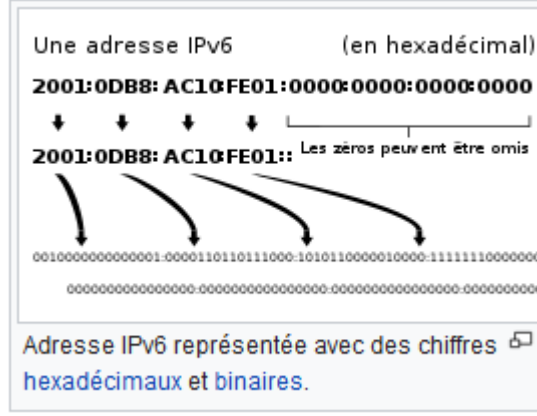 Une adresse IPv6 (en hexadécimal)
2001:0DB8:AC10:FE01:0000:0000:0000:0000
2001:0DB8:AC10:FE01:: Les zéros peuvent être omis
0010000000000001:0000110110111000:1010110000010000:1111111000000
0000000000000000:0000000000000000:0000000000000000:000000000
Adresse IPv6 représentée avec des chiffres
hexadécimaux et binaires.